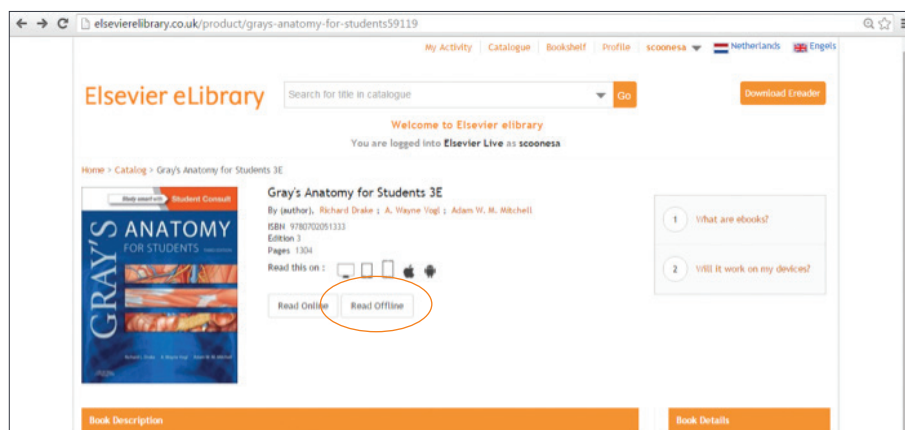 elsevierelibrary.co.uk/product/grays-anatomy-for-students59119
My Activity Catalogue Bookshelf Profile scoonesa Netherlands Engels
Elsevier eLibrary Search for title in catalogue Go Download Ereader
Welcome to Elsevier elibrary
You are logged into Elsevier Live as scoonesa
Home > Catalog > Gray's Anatomy for Students 3E
Study smart with Student Consult
GRAY'S
ANATOMY
FOR STUDENTS
Gray's Anatomy for Students 3E
By (author), Richard Drake ; A. Wayne Vogl ; Adam W. M. Mitchell
ISBN 9780702051333
Edition 3
Pages 1304
Read this on :
Read Online Read Offline
1 What are ebooks?
2 Will it work on my devices?
Book Description Book Details